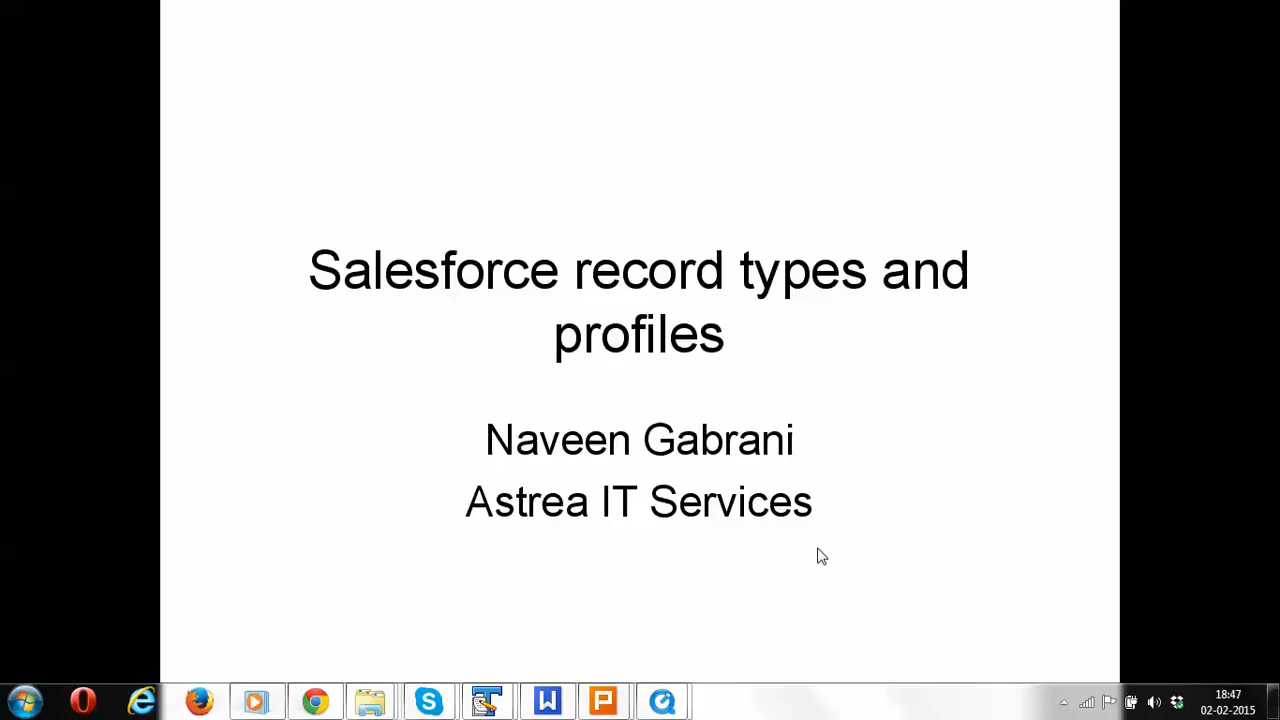 Salesforce record types and
profiles
Naveen Gabrani
Astrea IT Services
18:47
02-02-2015